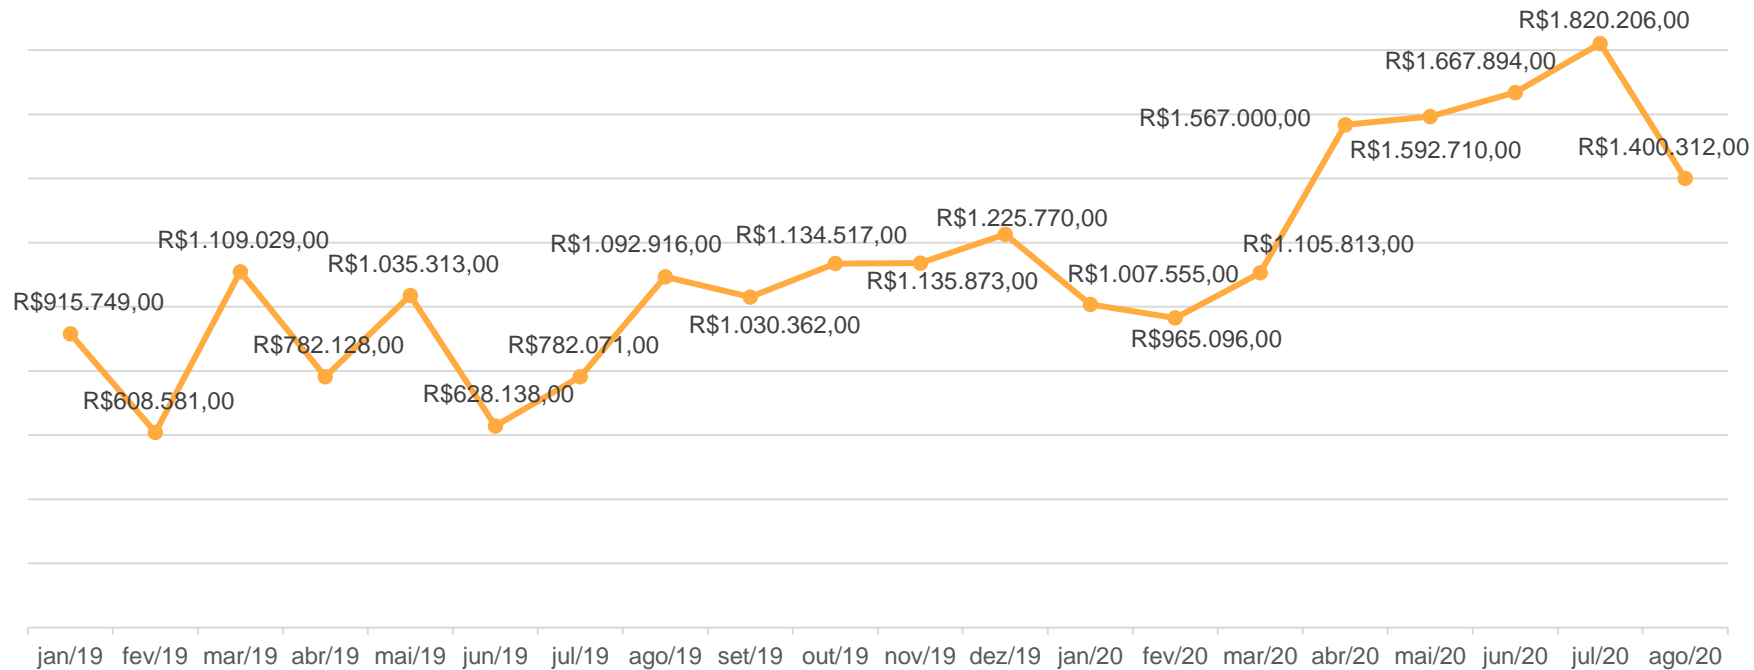 R$915.749,00
R$608.581,00
R$1.109.029,00
R$782.128,00
R$1.035.313,00
R$628.138,00
R$782.071,00
R$1.092.916,00
R$1.030.362,00
R$1.134.517,00
R$1.135.873,00
R$1.225.770,00
R$1.007.555,00
R$965.096,00
R$1.105.813,00
R$1.567.000,00
R$1.592.710,00
R$1.667.894,00
R$1.820.206,00
R$1.400.312,00
jan/19 fev/19 mar/19 abr/19 mai/19 jun/19 jul/19 ago/19 set/19 out/19 nov/19 dez/19 jan/20 fev/20 mar/20 abr/20 mai/20 jun/20 jul/20 ago/20